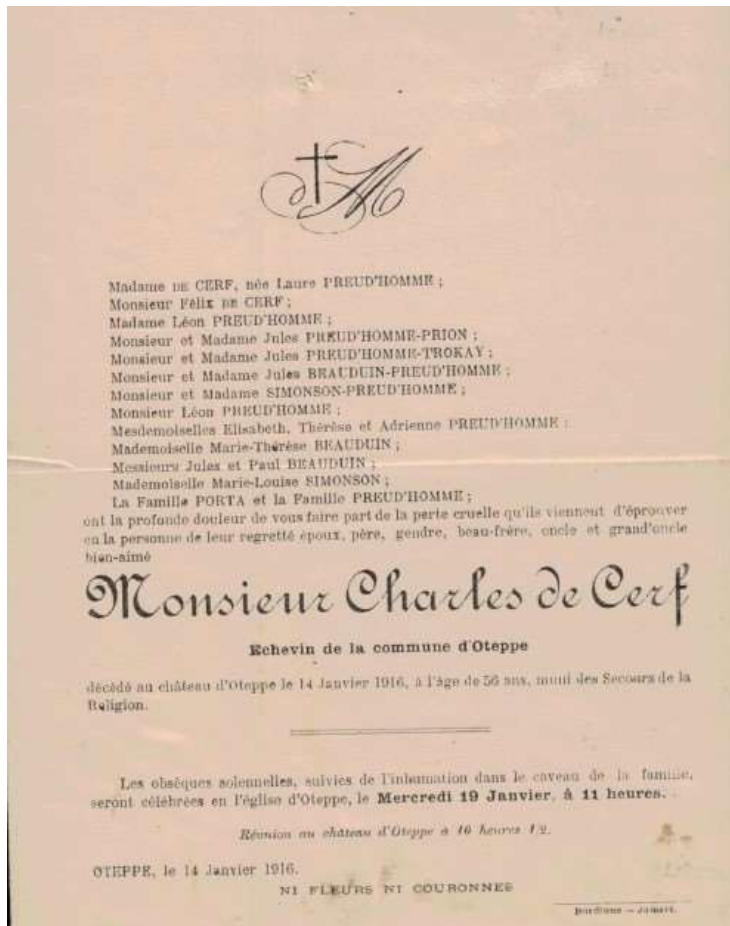 M
Madame DE CERF, née Laure PREUD'HOMME ;
Monsieur Félix DE CERF ;
Madame Léon PREUD'HOMME ;
Monsieur et Madame Jules PREUD'HOMME-PRION ;
Monsieur et Madame Jules PREUD'HOMME-TROKAY ;
Monsieur et Madame Jules BEAUDUIN-PREUD'HOMME ;
Monsieur et Madame SIMONSON-PREUD'HOMME ;
Monsieur Léon PREUD'HOMME ;
Mesdemoiselles Elisabeth, Thérèse et Adrienne PREUD'HOMME ;
Mademoiselle Marie-Thérèse BEAUDUIN ;
Messieurs Jules et Paul BEAUDUIN ;
Mademoiselle Marie-Louise SIMONSON ;
La Famille PORTA et la Famille PREUD'HOMME ;
ont la profonde douleur de vous faire part de la perte cruelle qu'ils viennent d'éprouver
en la personne de leur regretté époux, père, gendre, beau-frère, oncle et grand'oncle
bien-aimé
Monsieur Charles de Cerf
Echevin de la commune d'Oteppe
décédé au château d'Oteppe le 14 Janvier 1916, à l'âge de 56 ans, muni des Secours de la
Religion.
Les obsèques solennelles, suivies de l'inhumation dans le caveau de la famille,
seront célébrées en l'église d'Oteppe, le Mercredi 19 Janvier, à 11 heures.
Réunion au château d'Oteppe à 10 heures 1/2.
OTEPPE, le 14 Janvier 1916.
NI FLEURS NI COURONNES